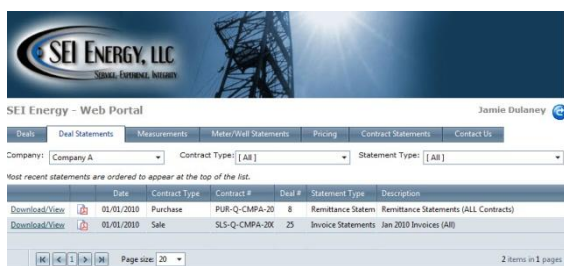 SEI ENERGY, LLC
SERVICE, EXPERIENCE, INTEGRITY
SEI Energy - Web Portal
Jamie Dulaney
Deals Deal Statements Measurements Meter/Well Statements Pricing Contract Statements Contact Us
Company: Company A Contract Type: [ All ] Statement Type: [ All ]
Most recent statements are ordered to appear at the top of the list.
Date Contract Type Contract # Deal # Statement Type Description
Download/View 01/01/2010 Purchase PUR-Q-CMPA-20 8 Remittance Statem Remittance Statements (ALL Contracts)
Download/View 01/01/2010 Sale SLS-Q-CMPA-20( 25 Invoice Statements Jan 2010 Invoices (All)
1 Page size: 20 2 items in 1 pages